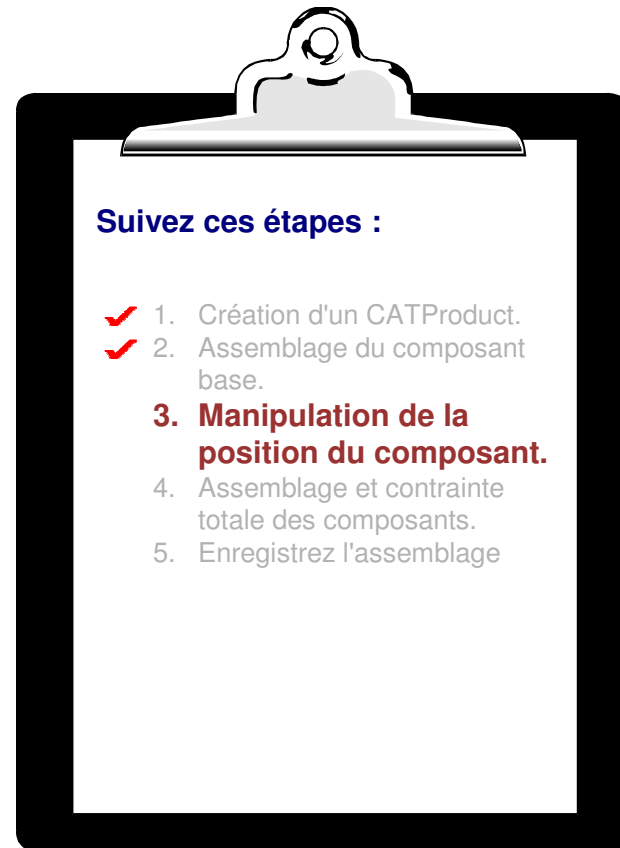 Suivez ces étapes :
1. Création d'un CATProduct.
2. Assemblage du composant
base.
3. Manipulation de la
position du composant.
4. Assemblage et contrainte
totale des composants.
5. Enregistrez l'assemblage